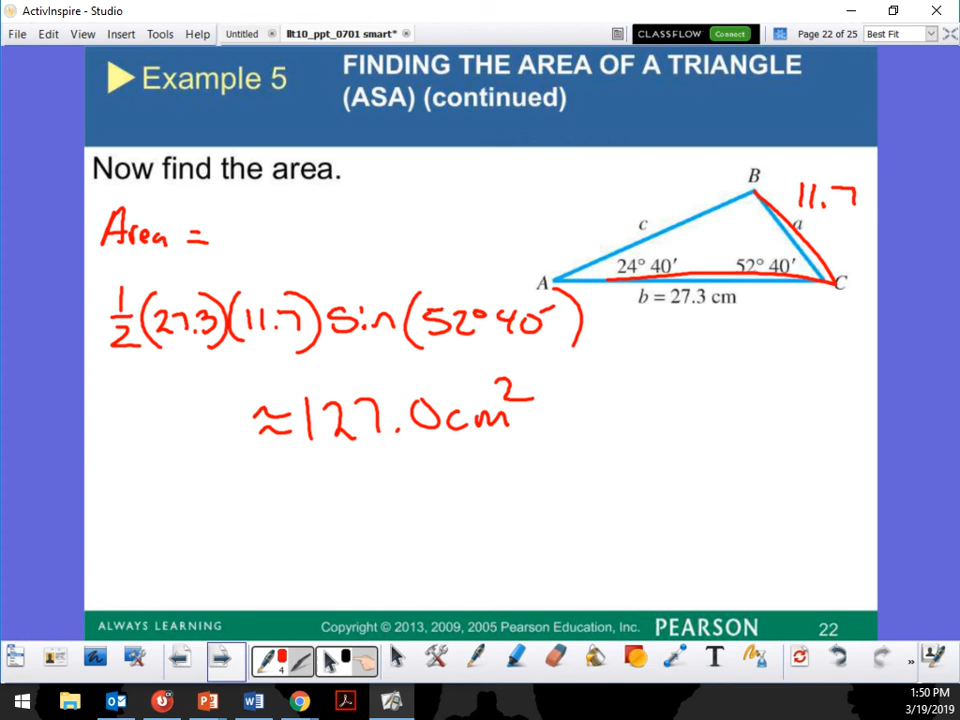 ActivInspire - Studio
File Edit View Insert Tools Help Untitled llt10_ppt_0701 smart* CLASSFLOW Connect Page 22 of 25 Best Fit
Example 5
FINDING THE AREA OF A TRIANGLE
(ASA) (continued)
Now find the area.
Area =
B
11.7
c
a
24° 40′ 52° 40′
A
C
b = 27.3 cm
1/2 (27.3)(11.7) sin (52° 40′)
≈ 127.0 cm²
ALWAYS LEARNING Copyright © 2013, 2009, 2005 Pearson Education, Inc. PEARSON 22
4
T
»
1:50 PM
3/19/2019